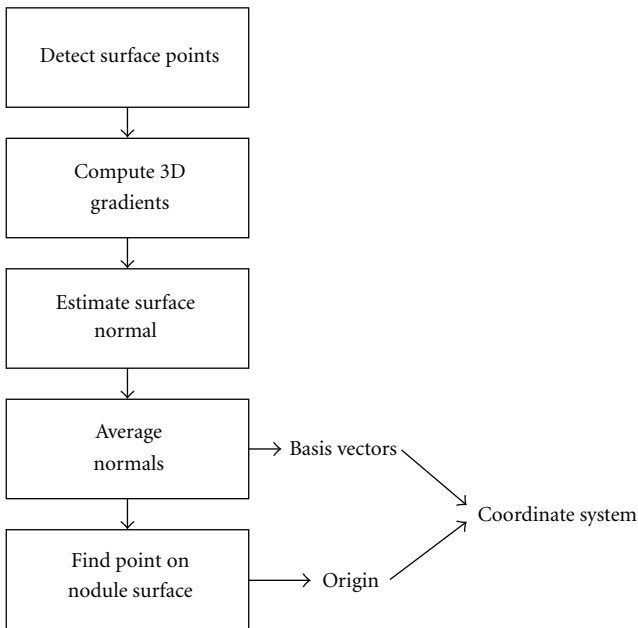 Detect surface points
Compute 3D
gradients
Estimate surface
normal
Average
normals
Basis vectors
Coordinate system
Find point on
nodule surface
Origin